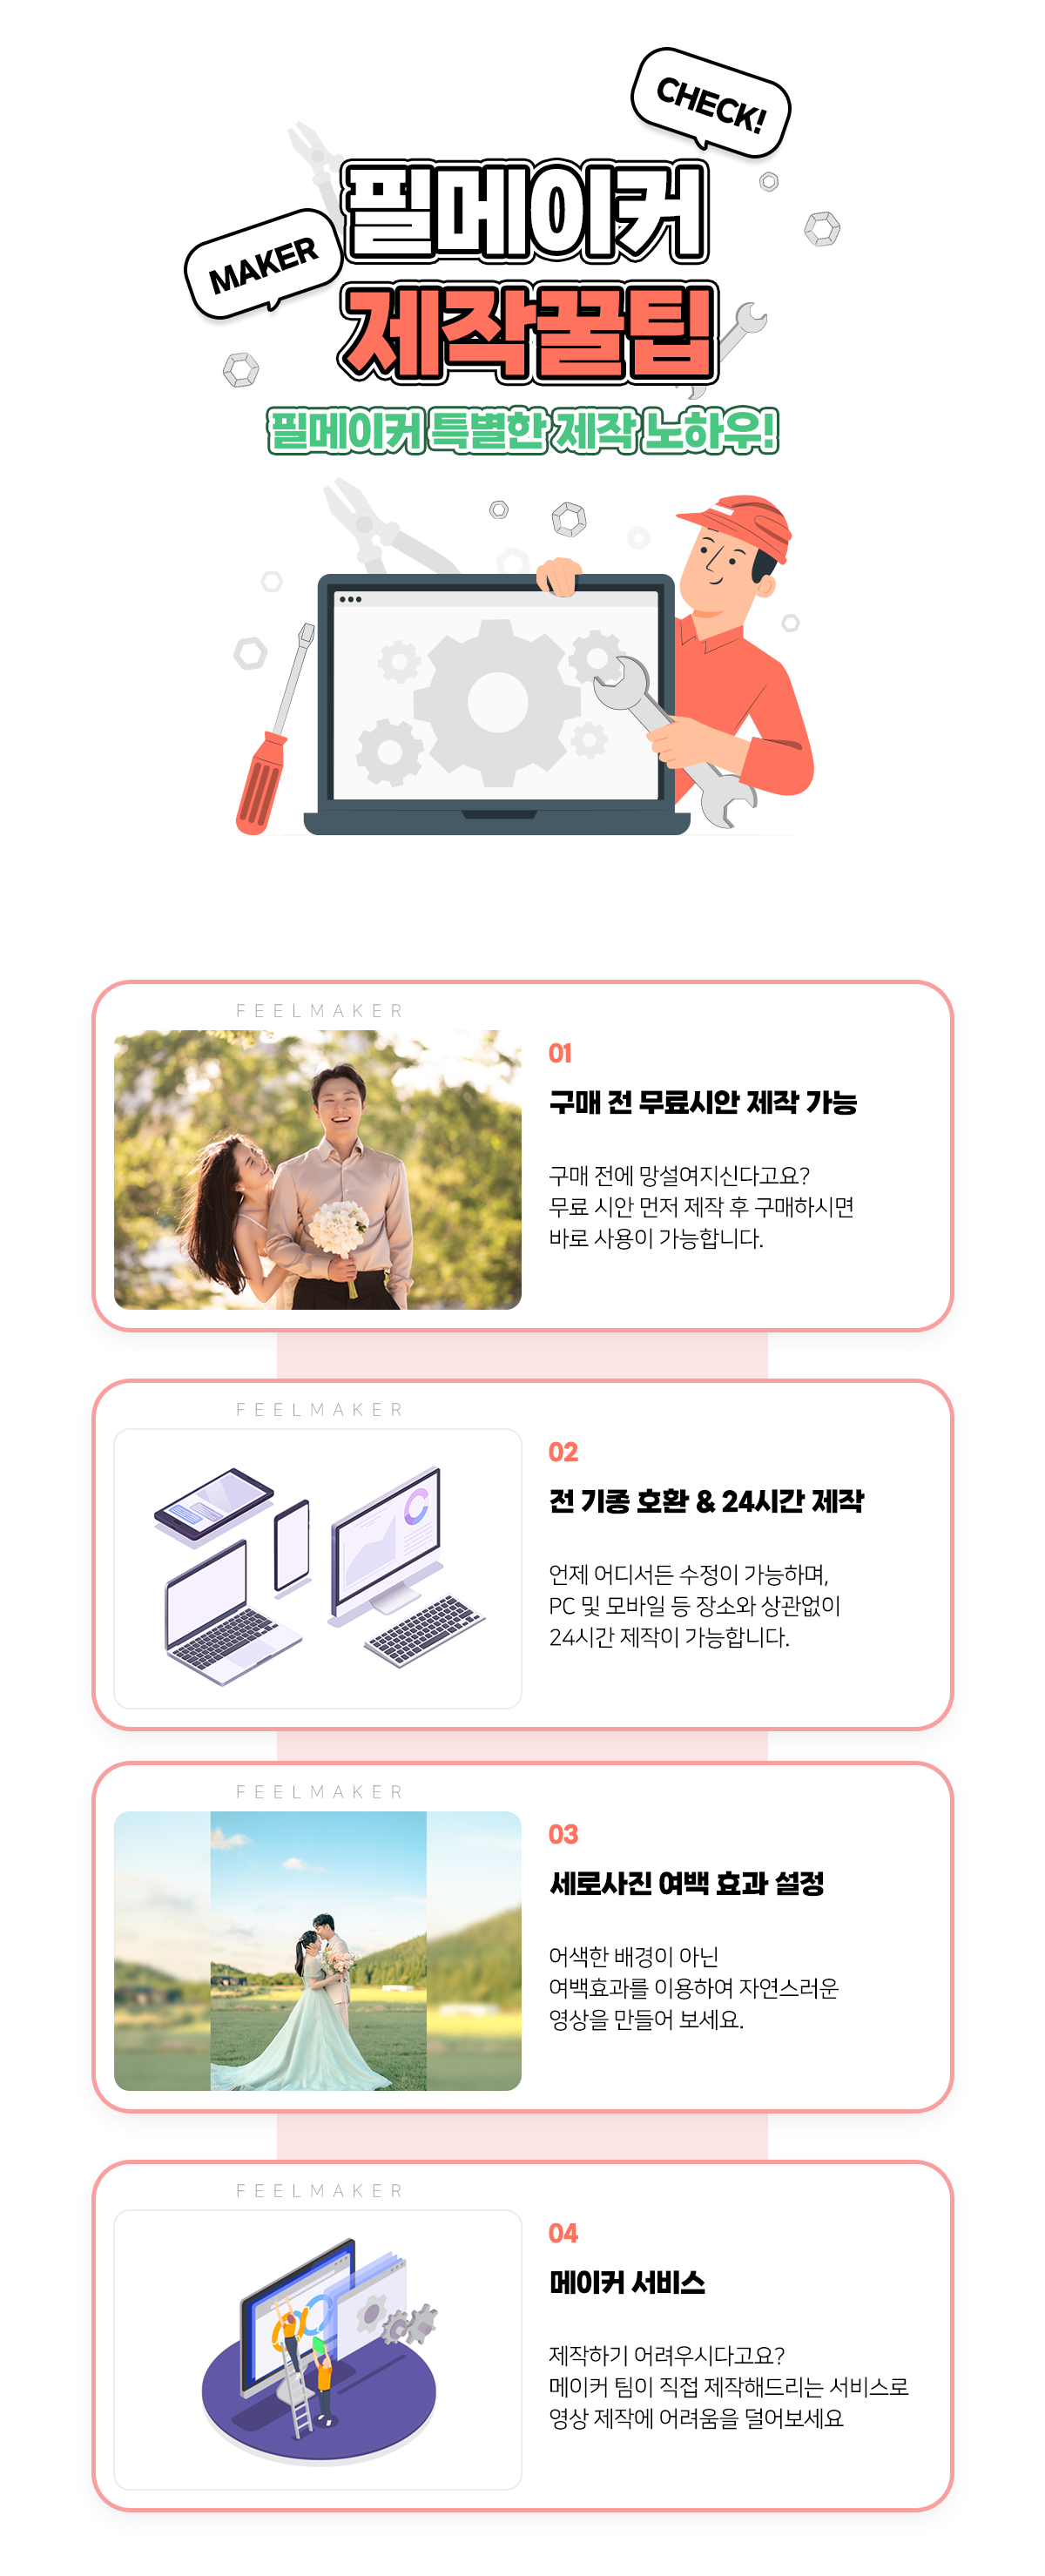 CHECK!
MAKER
필메이커
제작꿀팁
필메이커 특별한 제작 노하우!
FEELMAKER
01
구매 전 무료시안 제작 가능
구매 전에 망설여지신다고요?
무료 시안 먼저 제작 후 구매하시면
바로 사용이 가능합니다.
FEELMAKER
02
전 기종 호환 & 24시간 제작
언제 어디서든 수정이 가능하며,
PC 및 모바일 등 장소와 상관없이
24시간 제작이 가능합니다.
FEELMAKER
03
세로사진 여백 효과 설정
어색한 배경이 아닌
여백효과를 이용하여 자연스러운
영상을 만들어 보세요.
FEELMAKER
04
메이커 서비스
제작하기 어려우시다고요?
메이커 팀이 직접 제작해드리는 서비스로
영상 제작에 어려움을 덜어보세요